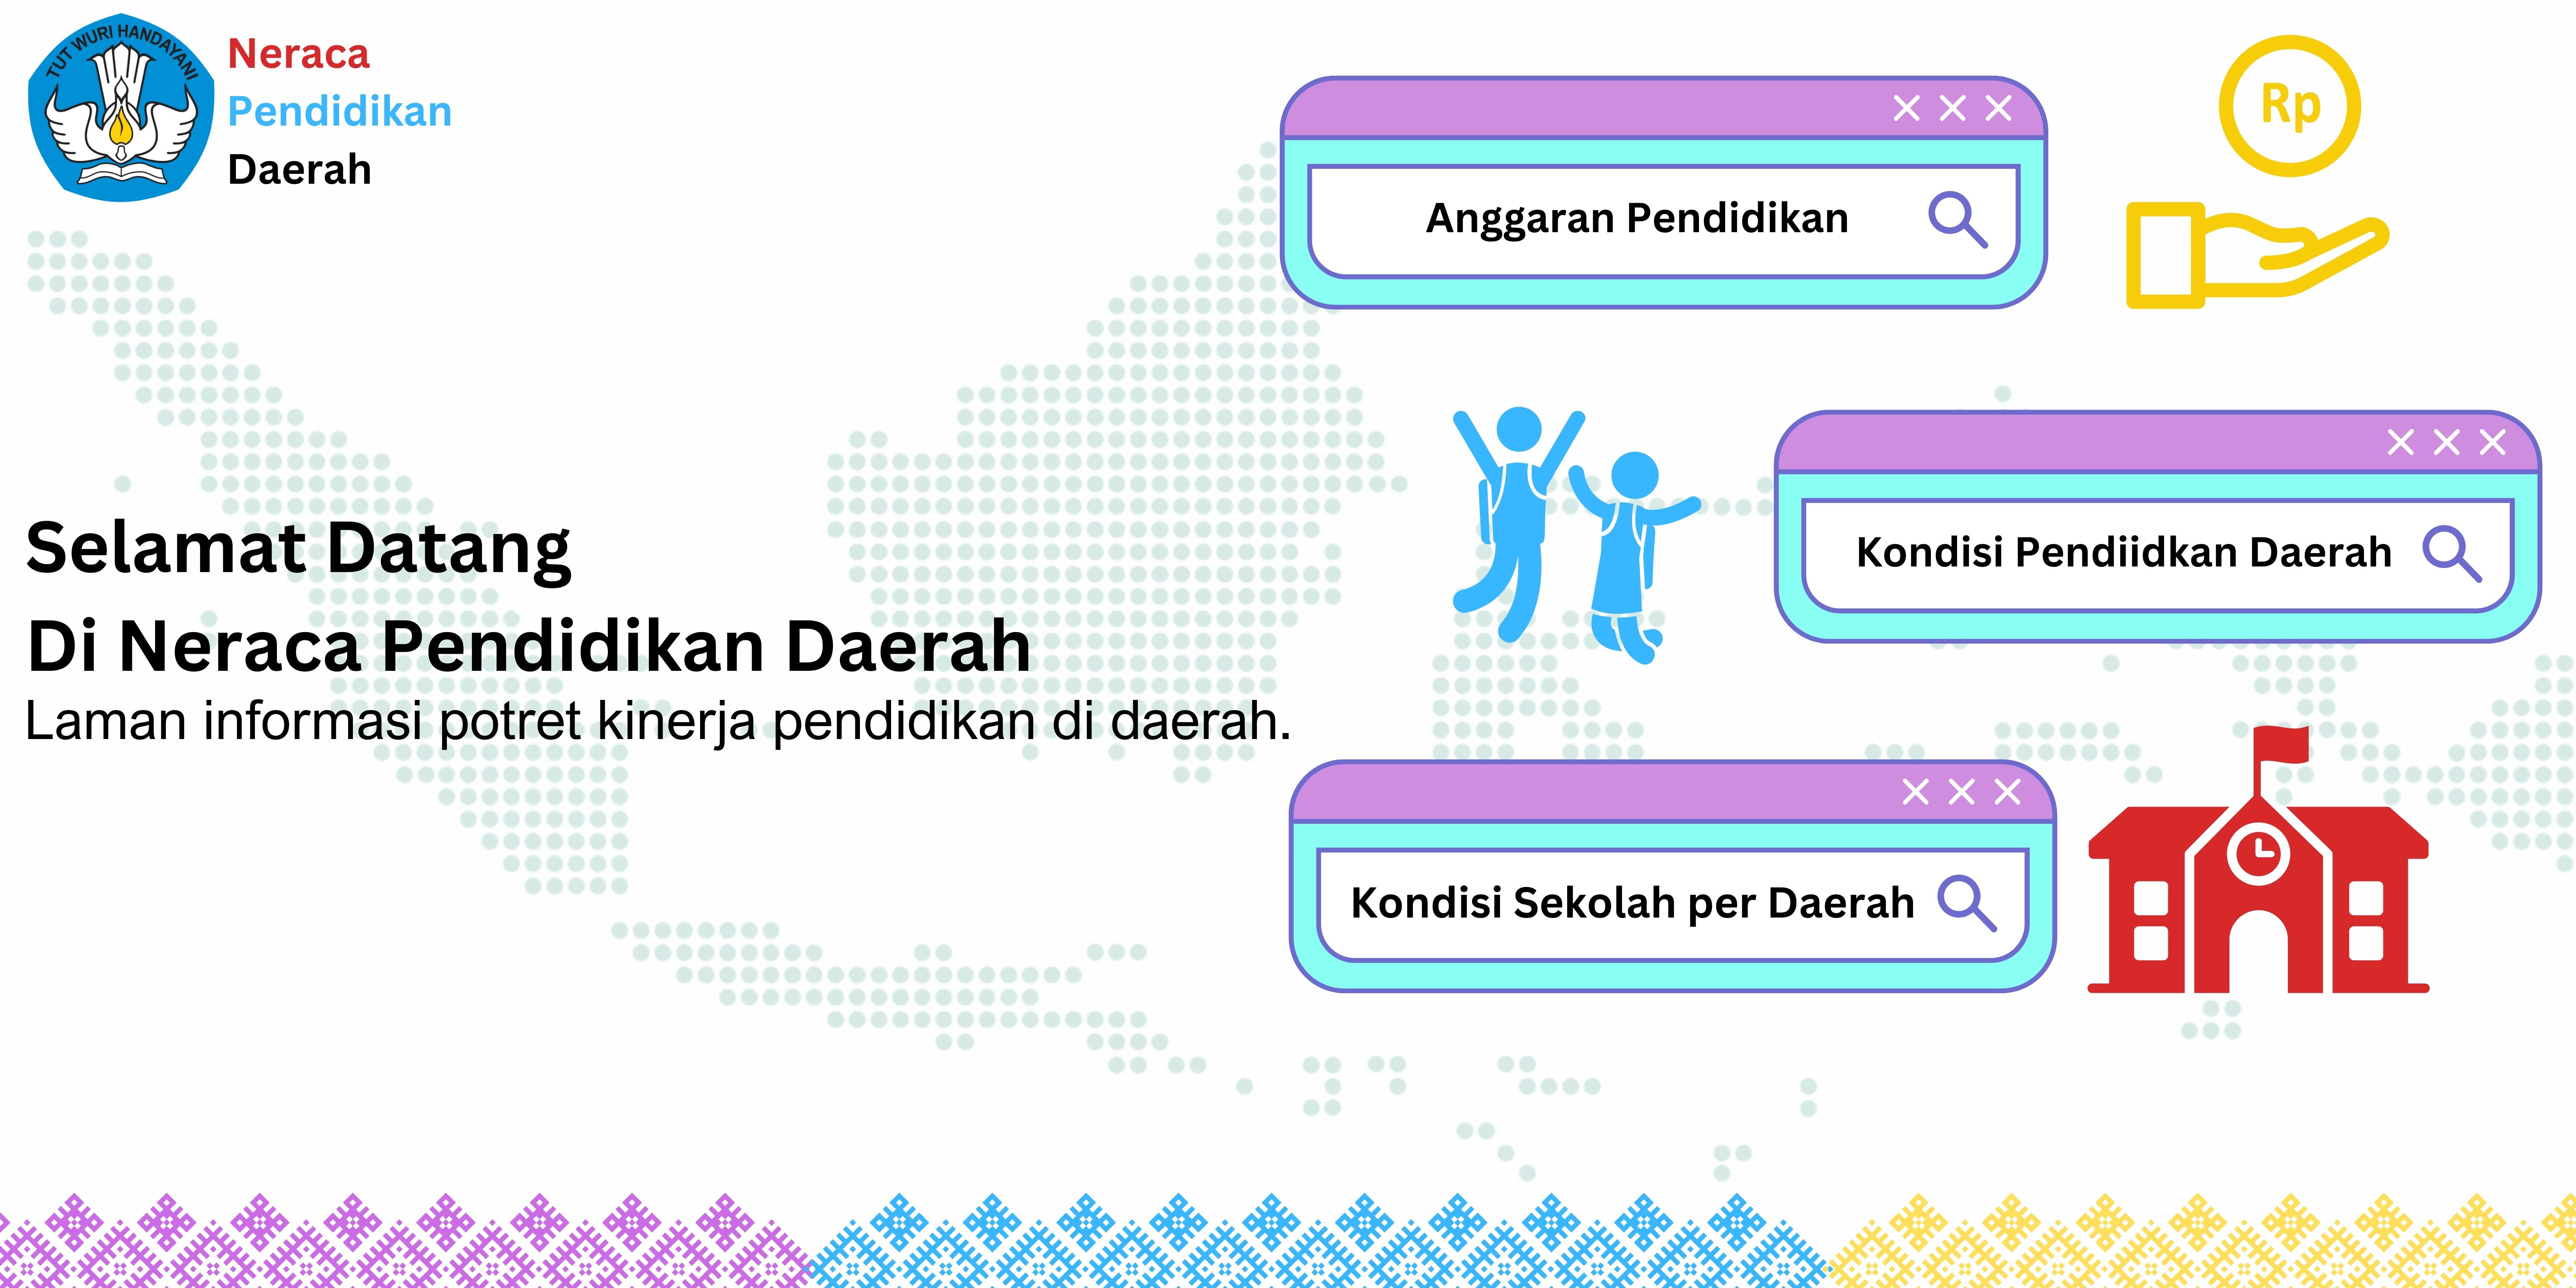 TUT WURI HANDAYANI
Neraca
Pendidikan
Daerah
Anggaran Pendidikan
Rp
Kondisi Pendiidkan Daerah
Selamat Datang
Di Neraca Pendidikan Daerah
Laman informasi potret kinerja pendidikan di daerah.
Kondisi Sekolah per Daerah